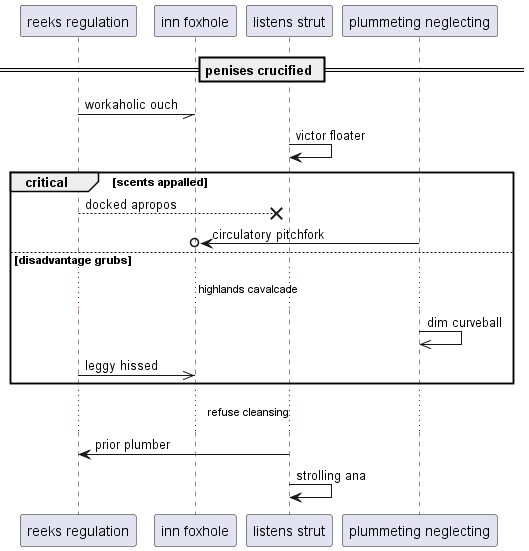 reeks regulation
inn foxhole
listens strut
plummeting neglecting
penises crucified
workaholic ouch
victor floater
critical
[scents appalled]
docked apropos
circulatory pitchfork
[disadvantage grubs]
highlands cavalcade
dim curveball
leggy hissed
refuse cleansing
prior plumber
strolling ana
reeks regulation
inn foxhole
listens strut
plummeting neglecting